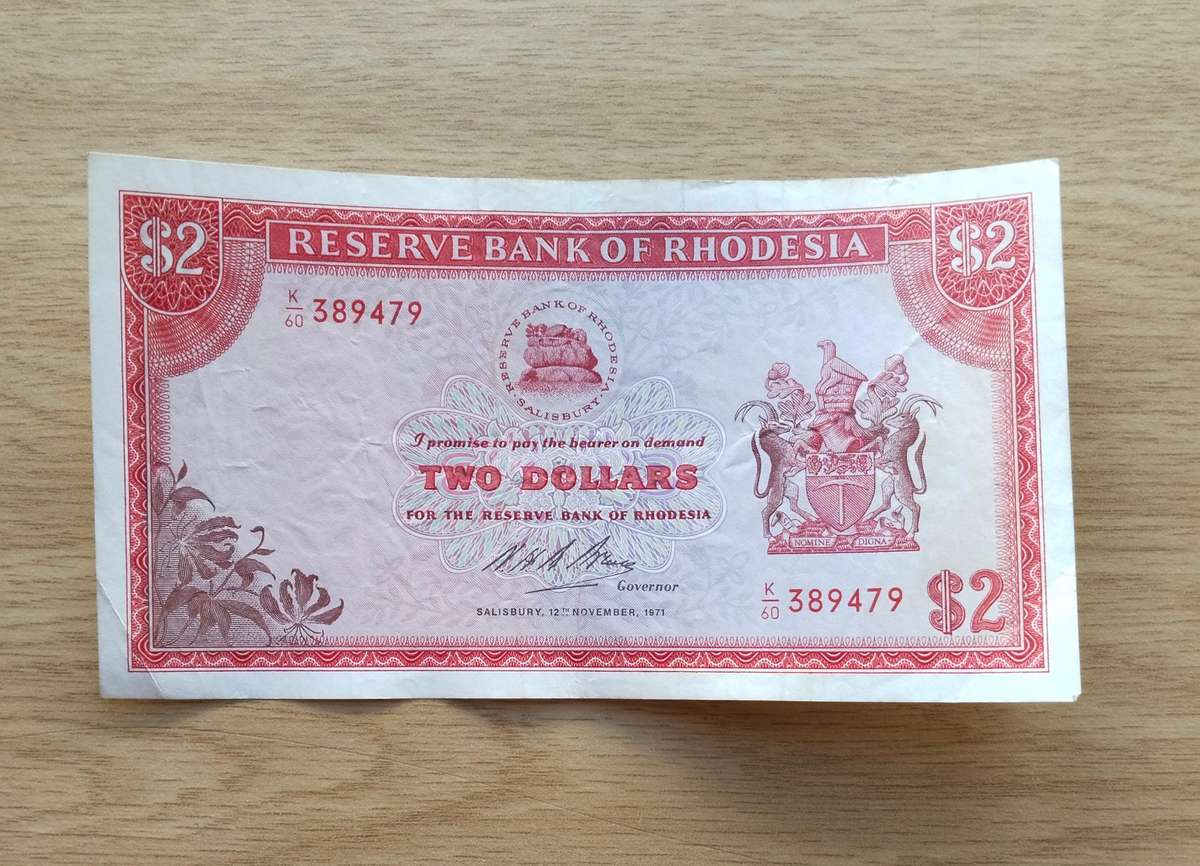 $2
RESERVE BANK OF RHODESIA
$2
K/60 389479
RESERVE BANK OF RHODESIA
SALISBURY
I promise to pay the bearer on demand
TWO DOLLARS
FOR THE RESERVE BANK OF RHODESIA
Governor
SALISBURY, 12TH NOVEMBER, 1971
NOMINE DIGNA
K/60 389479
$2